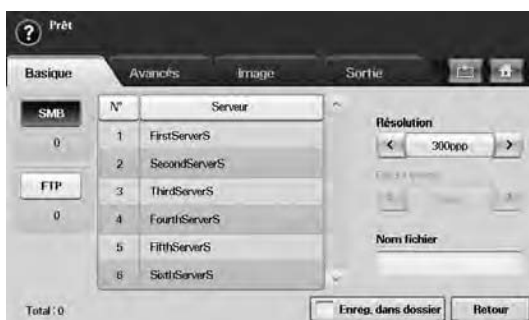 Prêt
Basique Avancés Image Sortie
SMB
0
FTP
0
N° Serveur
1 FirstServerS
2 SecondServerS
3 ThirdServerS
4 FourthServerS
5 FifthServerS
6 SixthServerS
Résolution
300ppp
Nom fichier
Total : 0
Enreg. dans dossier
Retour